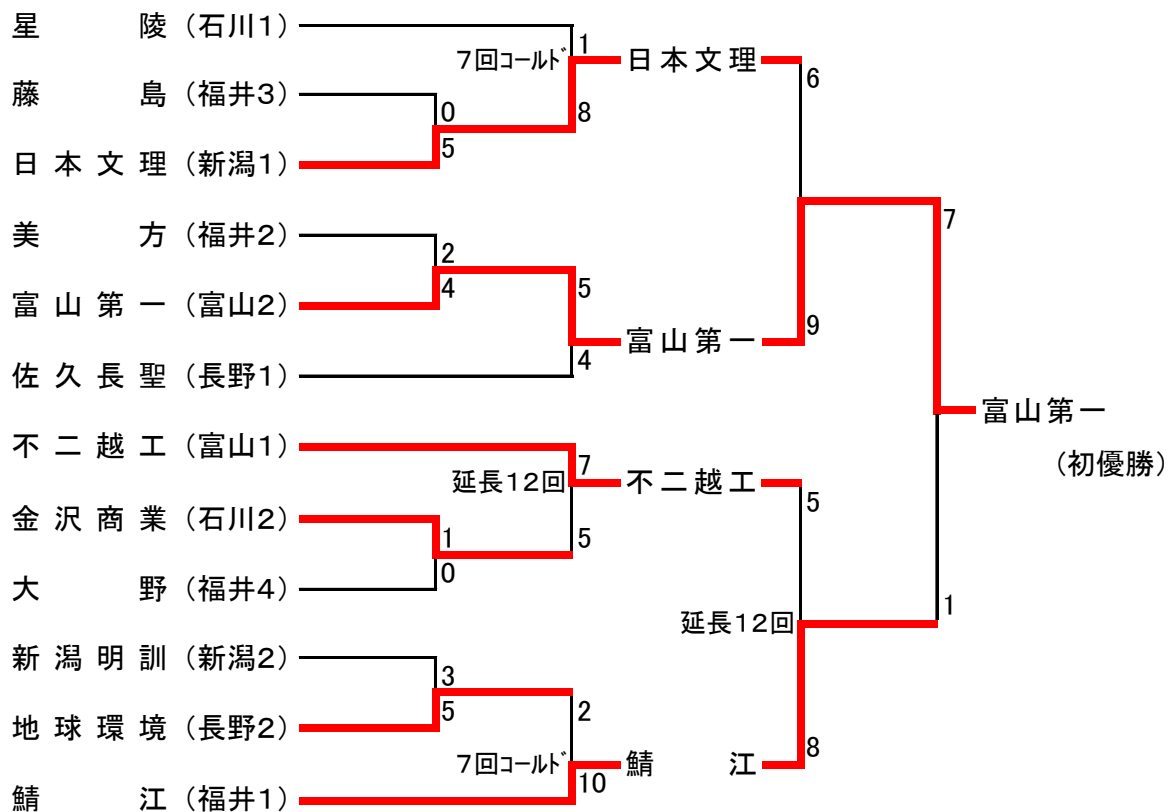 星陵（石川1）
1
7回ｺｰﾙﾄﾞ
日本文理
6
藤島（福井3）
0
8
5
日本文理（新潟1）
美方（福井2）
2
7
4
5
富山第一（富山2）
9
富山第一
4
佐久長聖（長野1）
富山第一
不二越工（富山1）
7
（初優勝）
延長12回
不二越工
5
金沢商業（石川2）
1
5
0
大野（福井4）
1
延長12回
新潟明訓（新潟2）
3
5
2
地球環境（長野2）
8
7回ｺｰﾙﾄﾞ
鯖江
10
鯖江（福井1）